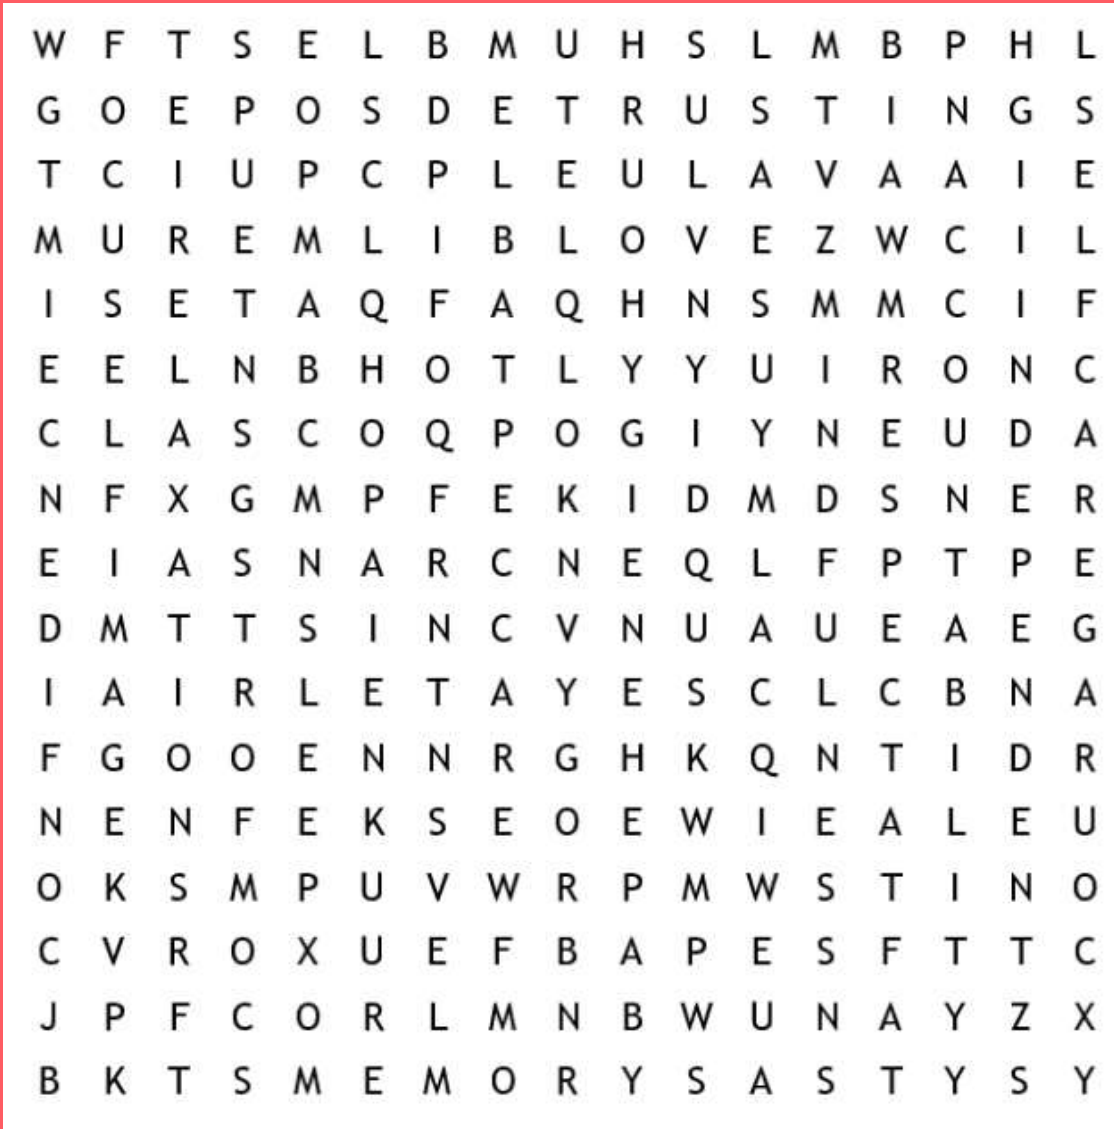 W F T S E L B M U H S L M B P H L
G O E P O S D E T R U S T I N G S
T C I U P C P L E U L A V A A I E
M U R E M L I B L O V E Z W C I L
I S E T A Q F A Q H N S M M C I F
E E L N B H O T L Y Y U I R O N C
C L A S C O Q P O G I Y N E U D A
N F X G M P F E K I D M D S N E R
E I A S N A R C N E Q L F P T P E
D M T T S I N C V N U A U E A E G
I A I R L E T A Y E S C L C B N A
F G O O E N N R G H K Q N T I D R
N E N F E K S E O E W I E A L E U
O K S M P U V W R P M W S T I N O
C V R O X U E F B A P E S F T T C
J P F C O R L M N B W U N A Y Z X
B K T S M E M O R Y S A S T Y S Y